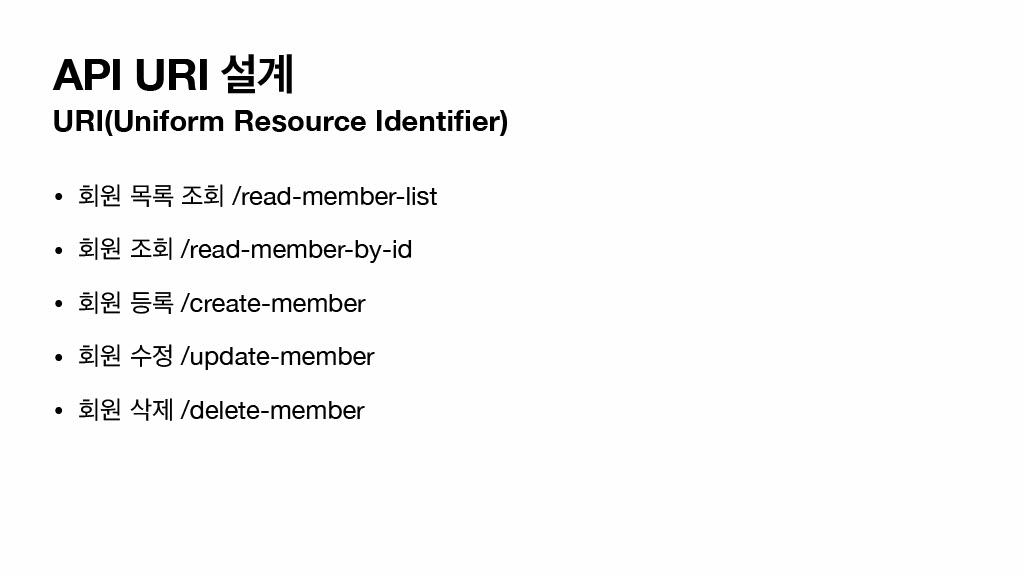 API URI 설계
URI(Uniform Resource Identifier)
• 회원 목록 조회 /read-member-list
• 회원 조회 /read-member-by-id
• 회원 등록 /create-member
• 회원 수정 /update-member
• 회원 삭제 /delete-member